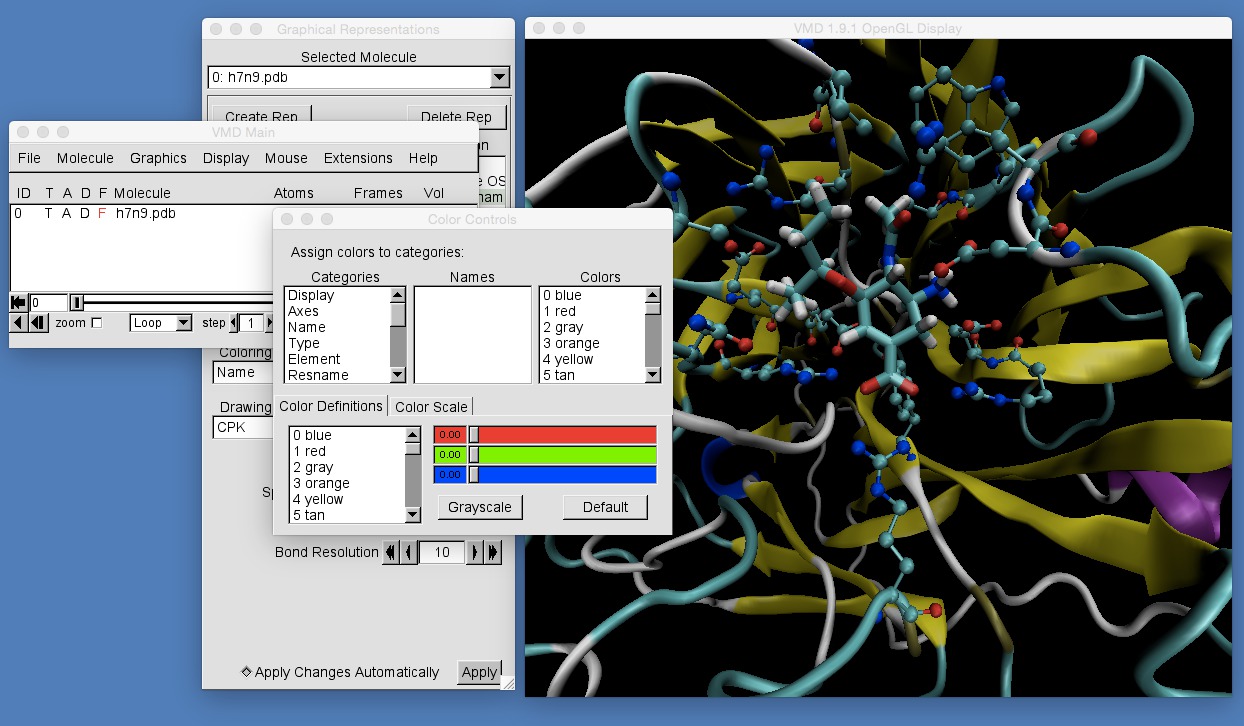 Graphical Representations
Selected Molecule
0: h7n9.pdb
Create Rep Delete Rep
VMD Main
File Molecule Graphics Display Mouse Extensions Help
ID T A D F Molecule Atoms Frames Vol
0 T A D F h7n9.pdb
0
zoom Loop step 1
Coloring
Name
Drawing
CPK
Bond Resolution 10
Apply Changes Automatically Apply
Color Controls
Assign colors to categories:
Categories Names Colors
Display 0 blue
Axes 1 red
Name 2 gray
Type 3 orange
Element 4 yellow
Resname 5 tan
Color Definitions Color Scale
0 blue 0.00
1 red 0.00
2 gray 0.00
3 orange
4 yellow
5 tan
Grayscale Default
VMD 1.9.1 OpenGL Display